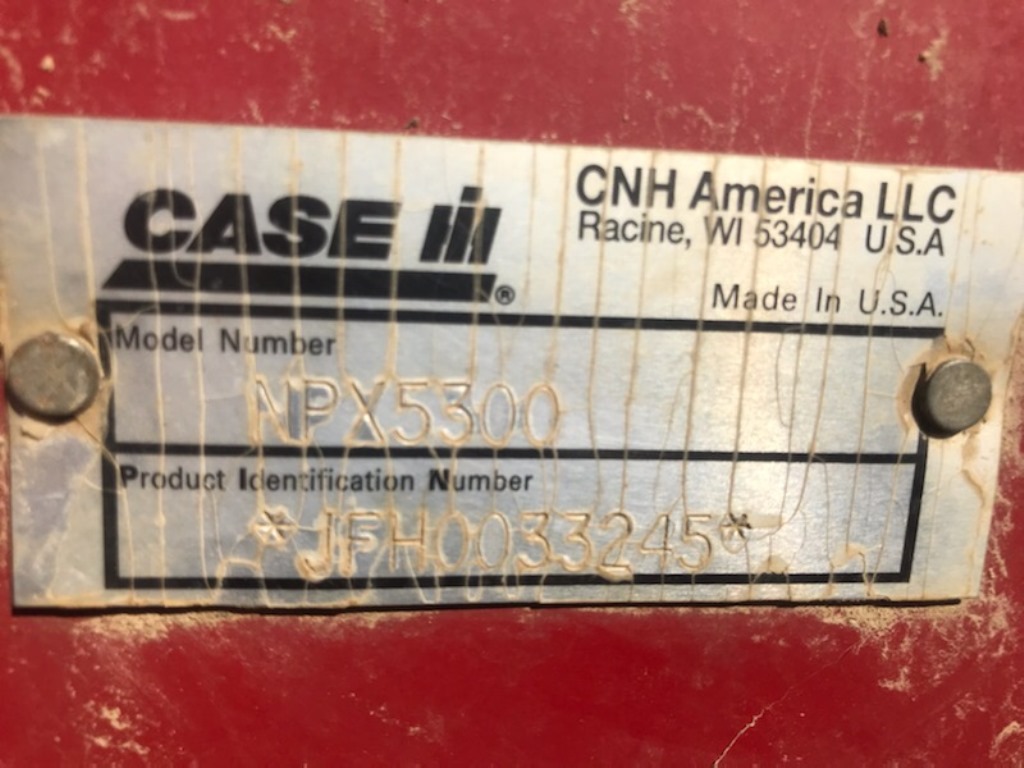 CASE IH®
CNH America LLC
Racine, WI 53404 U.S.A
Made In U.S.A.
Model Number
NPX5300
Product Identification Number
*JFH0033245*